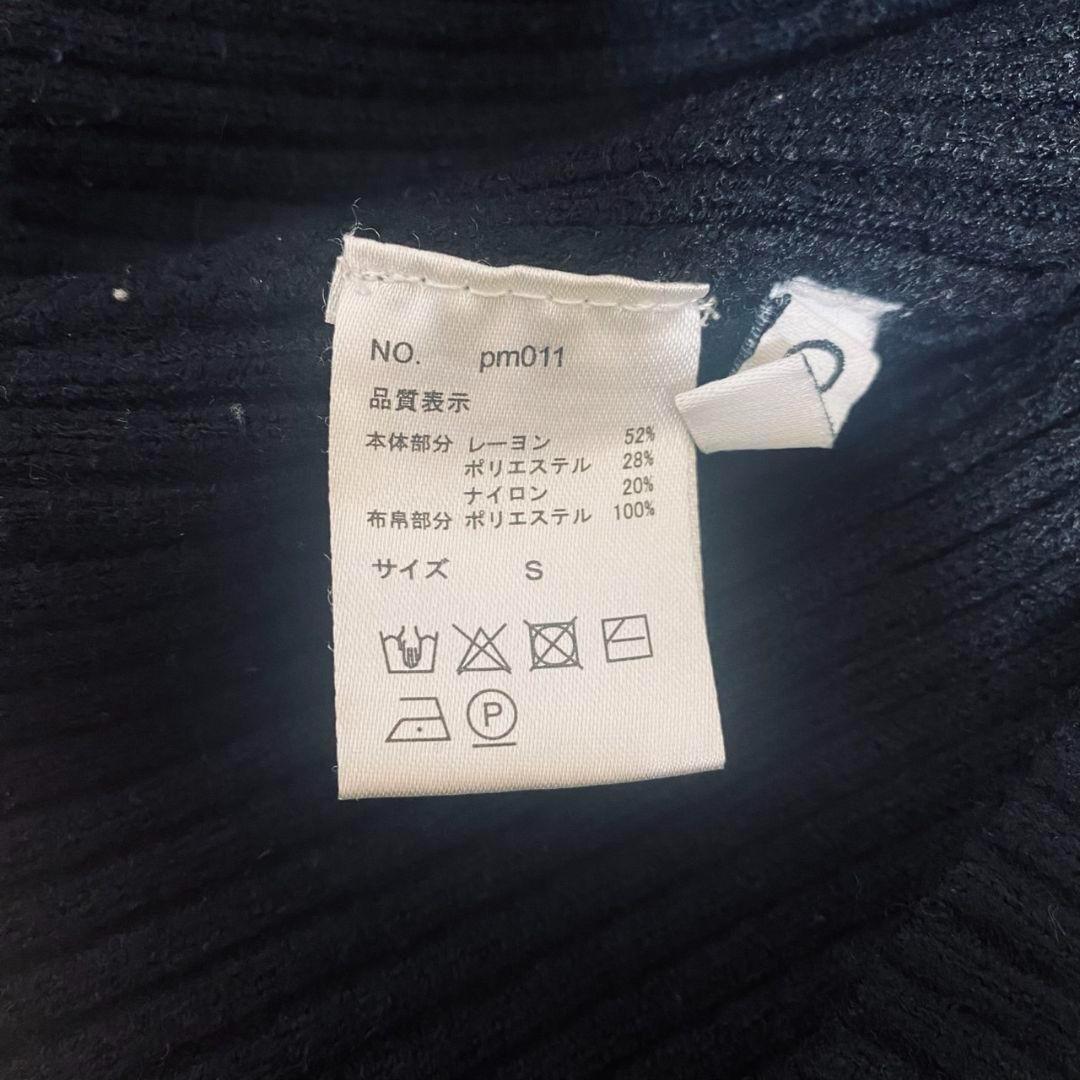 NO. pm011
品質表示
本体部分 レーヨン 52%
ポリエステル 28%
ナイロン 20%
布帛部分 ポリエステル 100%
サイズ S
P